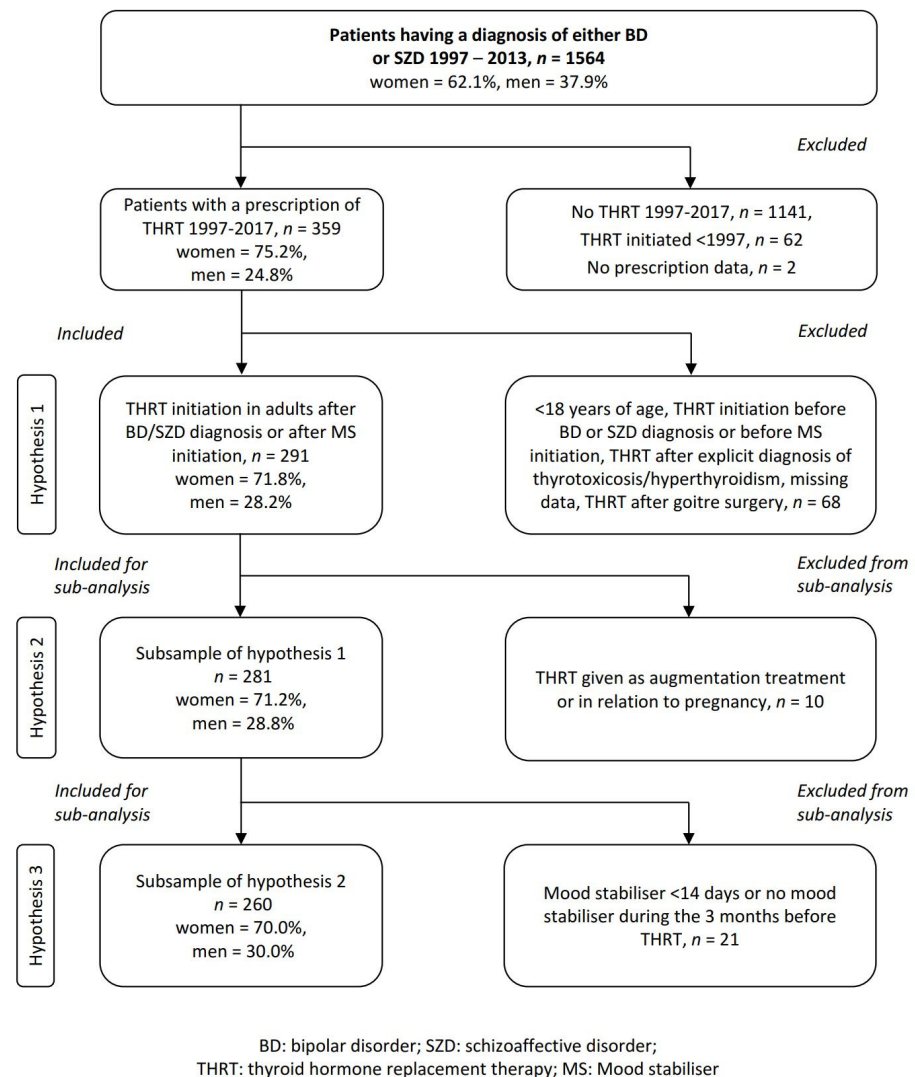 Patients having a diagnosis of either BD
or SZD 1997 – 2013, n = 1564
women = 62.1%, men = 37.9%
Excluded
Patients with a prescription of
THRT 1997-2017, n = 359
women = 75.2%,
men = 24.8%
No THRT 1997-2017, n = 1141,
THRT initiated <1997, n = 62
No prescription data, n = 2
Included
Excluded
Hypothesis 1
THRT initiation in adults after
BD/SZD diagnosis or after MS
initiation, n = 291
women = 71.8%,
men = 28.2%
<18 years of age, THRT initiation before
BD or SZD diagnosis or before MS
initiation, THRT after explicit diagnosis of
thyrotoxicosis/hyperthyroidism, missing
data, THRT after goitre surgery, n = 68
Included for
sub-analysis
Excluded from
sub-analysis
Hypothesis 2
Subsample of hypothesis 1
n = 281
women = 71.2%,
men = 28.8%
THRT given as augmentation treatment
or in relation to pregnancy, n = 10
Included for
sub-analysis
Excluded from
sub-analysis
Hypothesis 3
Subsample of hypothesis 2
n = 260
women = 70.0%,
men = 30.0%
Mood stabiliser <14 days or no mood
stabiliser during the 3 months before
THRT, n = 21
BD: bipolar disorder; SZD: schizoaffective disorder;
THRT: thyroid hormone replacement therapy; MS: Mood stabiliser